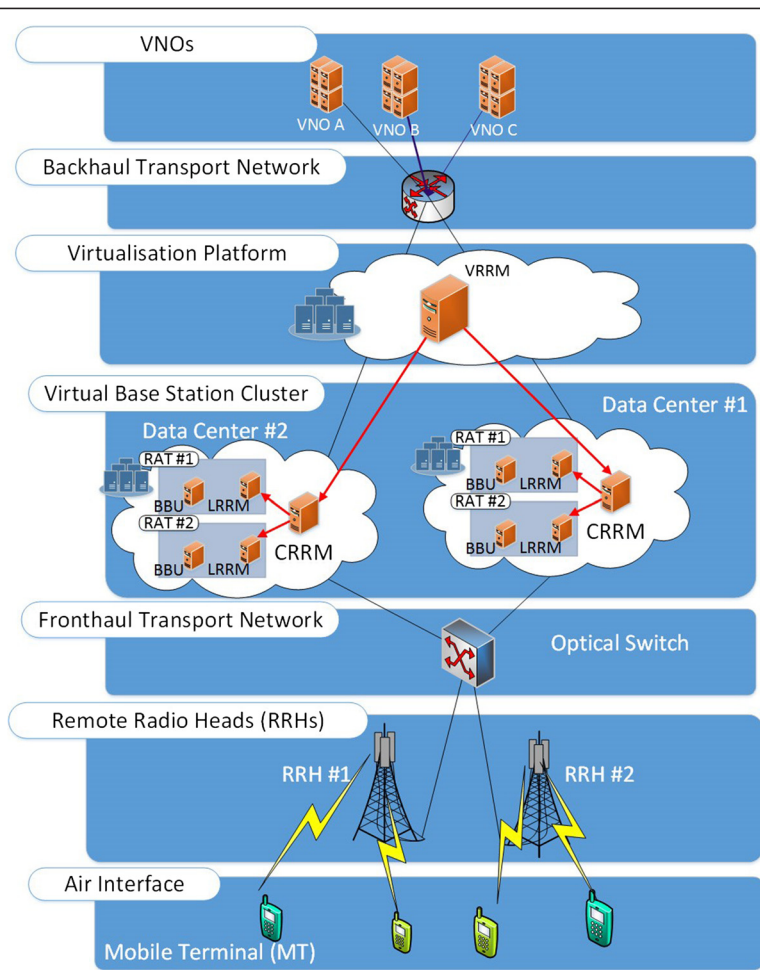 VNOs
VNO A
VNO B
VNO C
Backhaul Transport Network
Virtualisation Platform
VRRM
Virtual Base Station Cluster
Data Center #1
Data Center #2
RAT #1
BBU
LRRM
RAT #2
BBU
LRRM
CRRM
RAT #1
BBU
LRRM
RAT #2
BBU
LRRM
CRRM
Fronthaul Transport Network
Optical Switch
Remote Radio Heads (RRHs)
RRH #1
RRH #2
Air Interface
Mobile Terminal (MT)